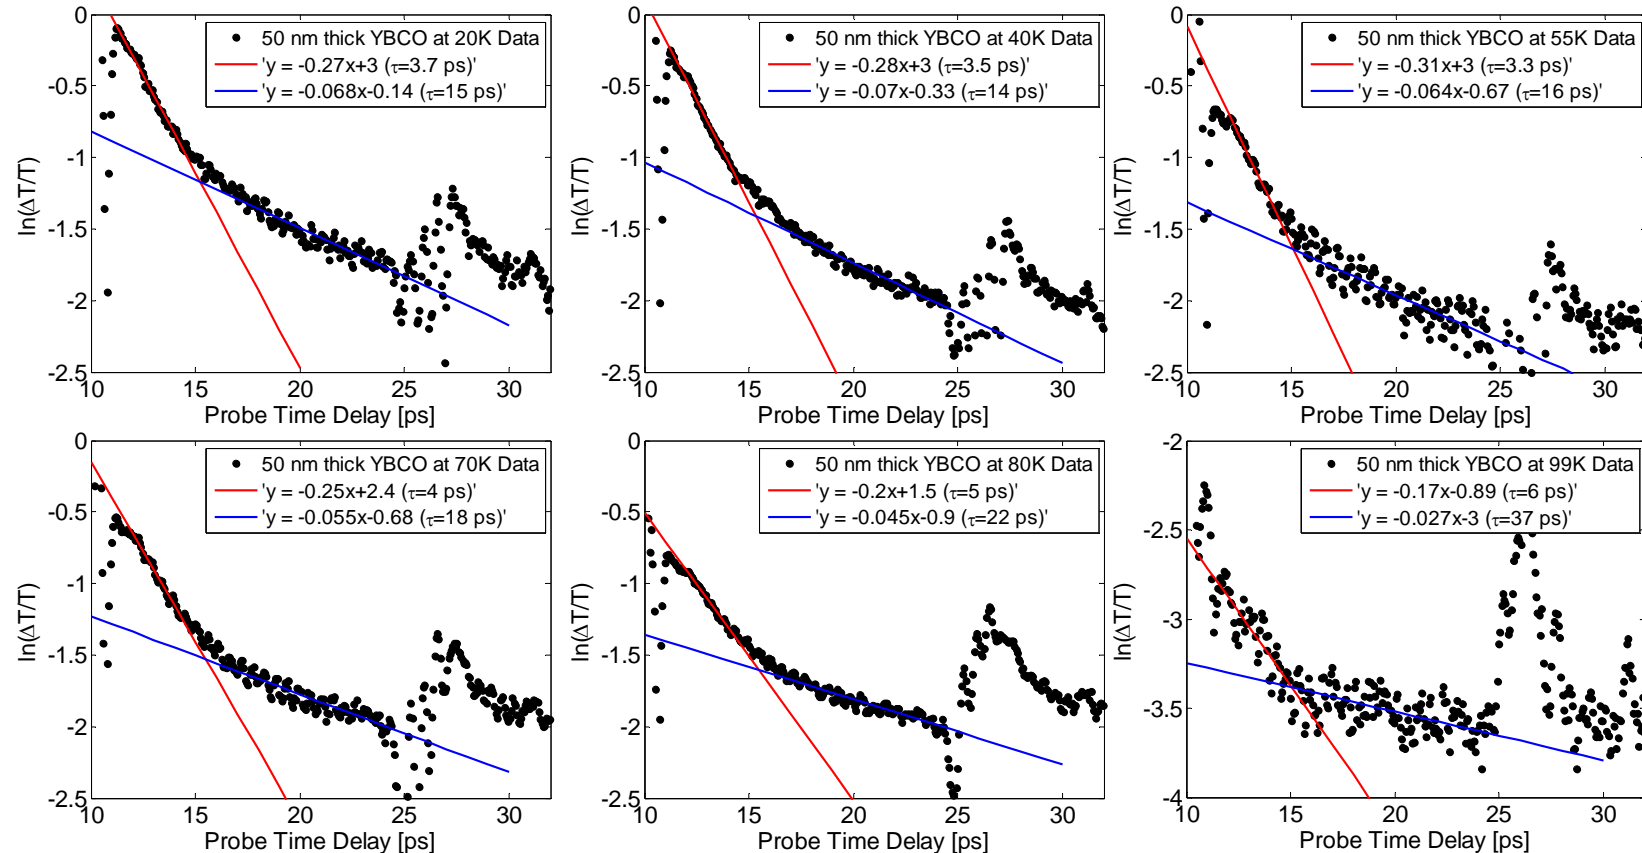 50 nm thick YBCO at 20K Data
'y = -0.27x+3 (τ=3.7 ps)'
'y = -0.068x-0.14 (τ=15 ps)'
ln(ΔT/T)
0
-0.5
-1
-1.5
-2
-2.5
10 15 20 25 30
Probe Time Delay [ps]
50 nm thick YBCO at 40K Data
'y = -0.28x+3 (τ=3.5 ps)'
'y = -0.07x-0.33 (τ=14 ps)'
ln(ΔT/T)
0
-0.5
-1
-1.5
-2
-2.5
10 15 20 25 30
Probe Time Delay [ps]
50 nm thick YBCO at 55K Data
'y = -0.31x+3 (τ=3.3 ps)'
'y = -0.064x-0.67 (τ=16 ps)'
ln(ΔT/T)
0
-0.5
-1
-1.5
-2
-2.5
10 15 20 25 30
Probe Time Delay [ps]
50 nm thick YBCO at 70K Data
'y = -0.25x+2.4 (τ=4 ps)'
'y = -0.055x-0.68 (τ=18 ps)'
ln(ΔT/T)
0
-0.5
-1
-1.5
-2
-2.5
10 15 20 25 30
Probe Time Delay [ps]
50 nm thick YBCO at 80K Data
'y = -0.2x+1.5 (τ=5 ps)'
'y = -0.045x-0.9 (τ=22 ps)'
ln(ΔT/T)
0
-0.5
-1
-1.5
-2
-2.5
10 15 20 25 30
Probe Time Delay [ps]
50 nm thick YBCO at 99K Data
'y = -0.17x-0.89 (τ=6 ps)'
'y = -0.027x-3 (τ=37 ps)'
ln(ΔT/T)
-2
-2.5
-3
-3.5
-4
10 15 20 25 30
Probe Time Delay [ps]